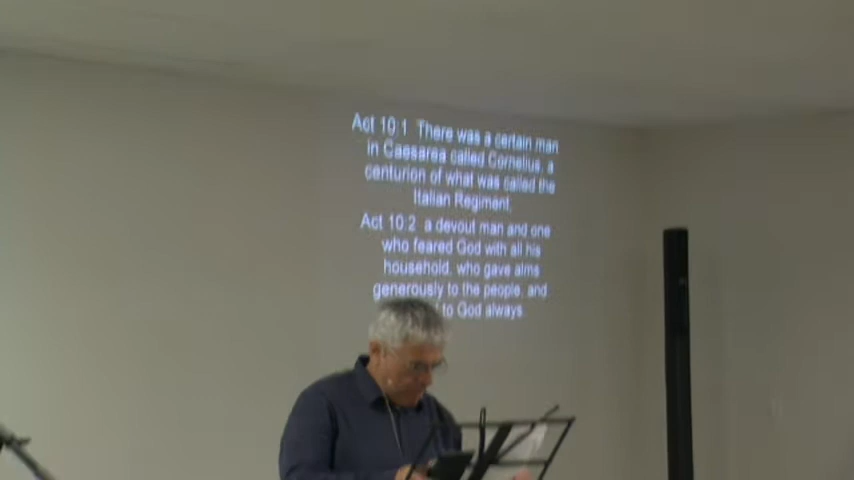 Act 10:1 There was a certain man
in Caesarea called Cornelius, a
centurion of what was called the
Italian Regiment,
Act 10:2 a devout man and one
who feared God with all his
household, who gave alms
generously to the people, and
to God always